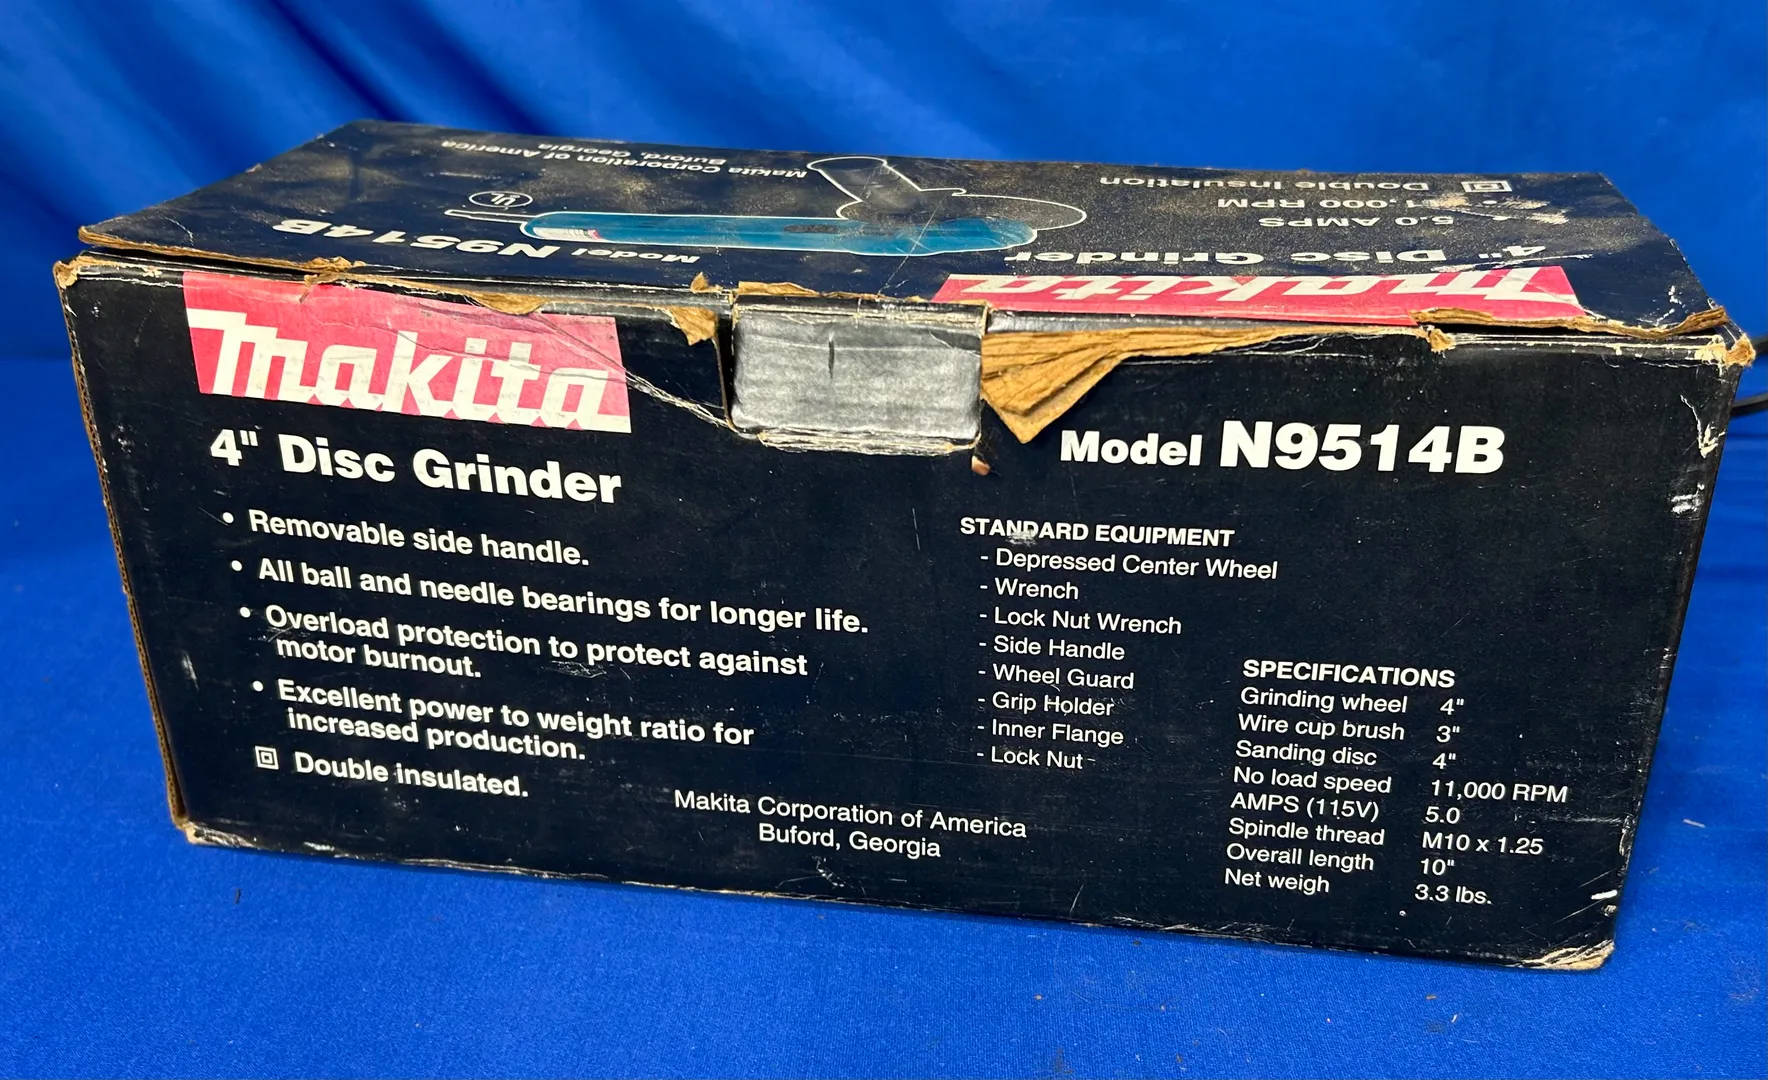 Makita Corporation of America
Buford, Georgia
UL
Model N9514B
Double Insulation
11,000 RPM
5.0 AMPS
4" Disc Grinder
makita
makita
4" Disc Grinder
• Removable side handle.
• All ball and needle bearings for longer life.
• Overload protection to protect against
motor burnout.
• Excellent power to weight ratio for
increased production.
Double insulated.
Makita Corporation of America
Buford, Georgia
Model N9514B
STANDARD EQUIPMENT
- Depressed Center Wheel
- Wrench
- Lock Nut Wrench
- Side Handle
- Wheel Guard
- Grip Holder
- Inner Flange
- Lock Nut
SPECIFICATIONS
Grinding wheel 4"
Wire cup brush 3"
Sanding disc 4"
No load speed 11,000 RPM
AMPS (115V) 5.0
Spindle thread M10 x 1.25
Overall length 10"
Net weigh 3.3 lbs.